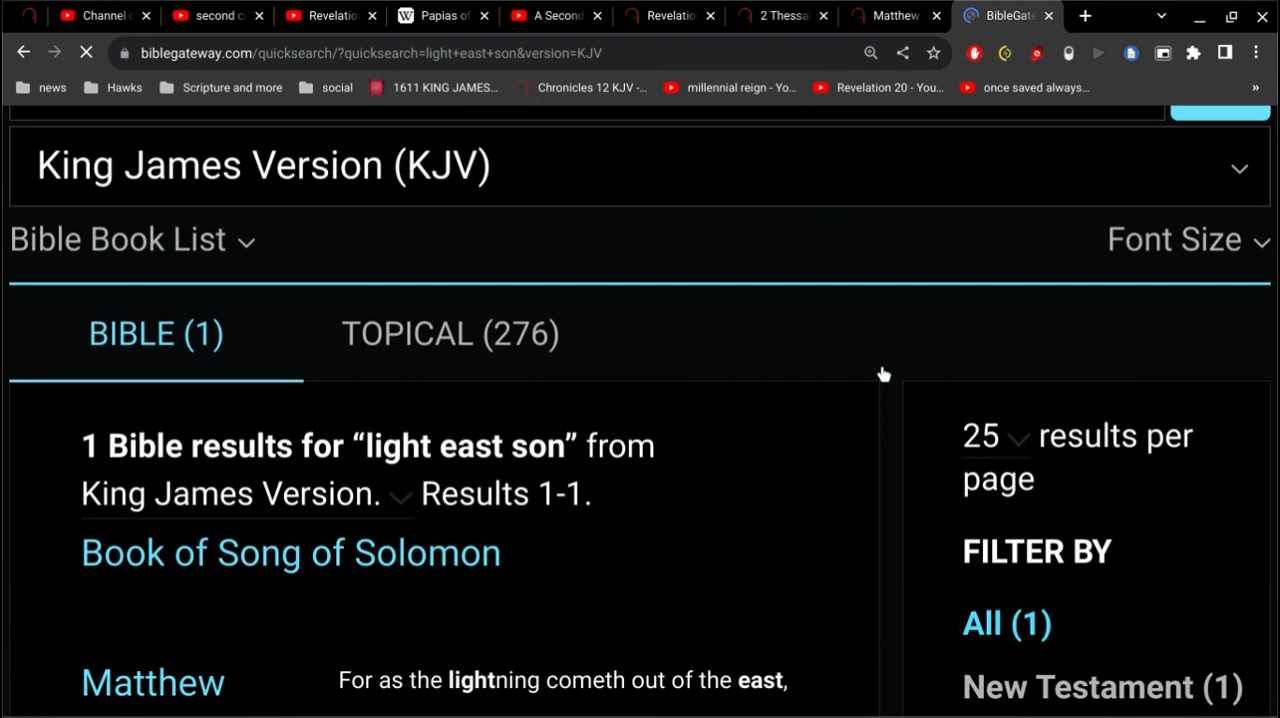 Channel
second c
Revelatio
Papias of
A Second
Revelatio
2 Thessa
Matthew
BibleGate
biblegateway.com/quicksearch/?quicksearch=light+east+son&version=KJV
news Hawks Scripture and more social 1611 KING JAMES... Chronicles 12 KJV -... millennial reign - Yo... Revelation 20 - You... once saved always... »
King James Version (KJV)
Bible Book List Font Size
BIBLE (1) TOPICAL (276)
1 Bible results for “light east son” from
King James Version. Results 1-1.
Book of Song of Solomon
Matthew
For as the lightning cometh out of the east,
25 results per
page
FILTER BY
All (1)
New Testament (1)